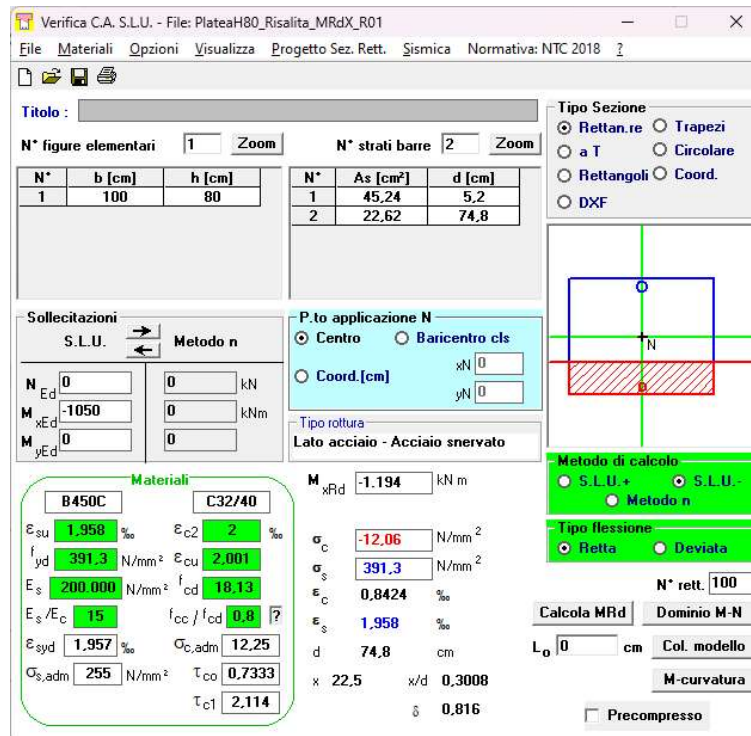 Verifica C.A. S.L.U. - File: PlateaH80_Risalita_MRdX_R01
File Materiali Opzioni Visualizza Progetto Sez. Rett. Sismica Normativa: NTC 2018 ?
Titolo :
N° figure elementari 1 Zoom
N° strati barre 2 Zoom
N° b [cm] h [cm]
1 100 80
N° As [cm²] d [cm]
1 45,24 5,2
2 22,62 74,8
Tipo Sezione
Rettan.re Trapezi
a T Circolare
Rettangoli Coord.
DXF
N
Sollecitazioni
S.L.U. Metodo n
N Ed 0 0 kN
M xEd -1050 0 kNm
M yEd 0 0
P.to applicazione N
Centro Baricentro cls
Coord.[cm] xN 0
yN 0
Tipo rottura
Lato acciaio - Acciaio snervato
Metodo di calcolo
S.L.U.+ S.L.U.-
Metodo n
Tipo flessione
Retta Deviata
Materiali
B450C C32/40
εsu 1,958 ‰ εc2 2 ‰
fyd 391,3 N/mm² εcu 2,001
Es 200.000 N/mm² fcd 18,13
Es/Ec 15 fcc / fcd 0,8 ?
εsyd 1,957 ‰ σc,adm 12,25
σs,adm 255 N/mm² τco 0,7333
τc1 2,114
M xRd -1.194 kN m
σc -12,06 N/mm²
σs 391,3 N/mm²
εc 0,8424 ‰
εs 1,958 ‰
d 74,8 cm
x 22,5 x/d 0,3008
δ 0,816
N° rett. 100
Calcola MRd Dominio M-N
Lo 0 cm Col. modello
M-curvatura
Precompresso